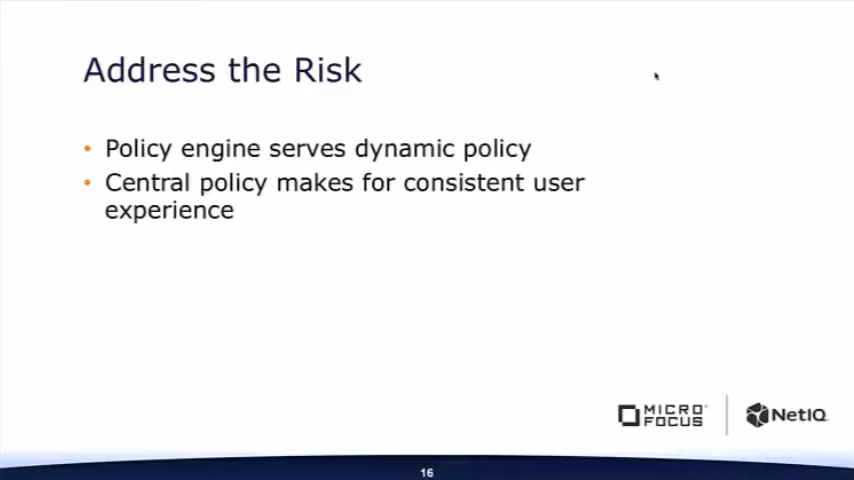 Address the Risk
• Policy engine serves dynamic policy
• Central policy makes for consistent user
experience
MICRO
FOCUS
NetIQ
16